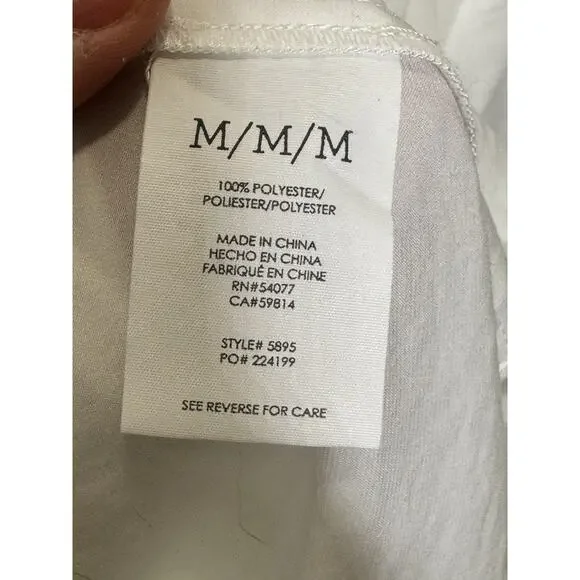 M/M/M
100% POLYESTER/
POLIESTER/POLYESTER
MADE IN CHINA
HECHO EN CHINA
FABRIQUÉ EN CHINE
RN#54077
CA#59814
STYLE# 5895
PO# 224199
SEE REVERSE FOR CARE